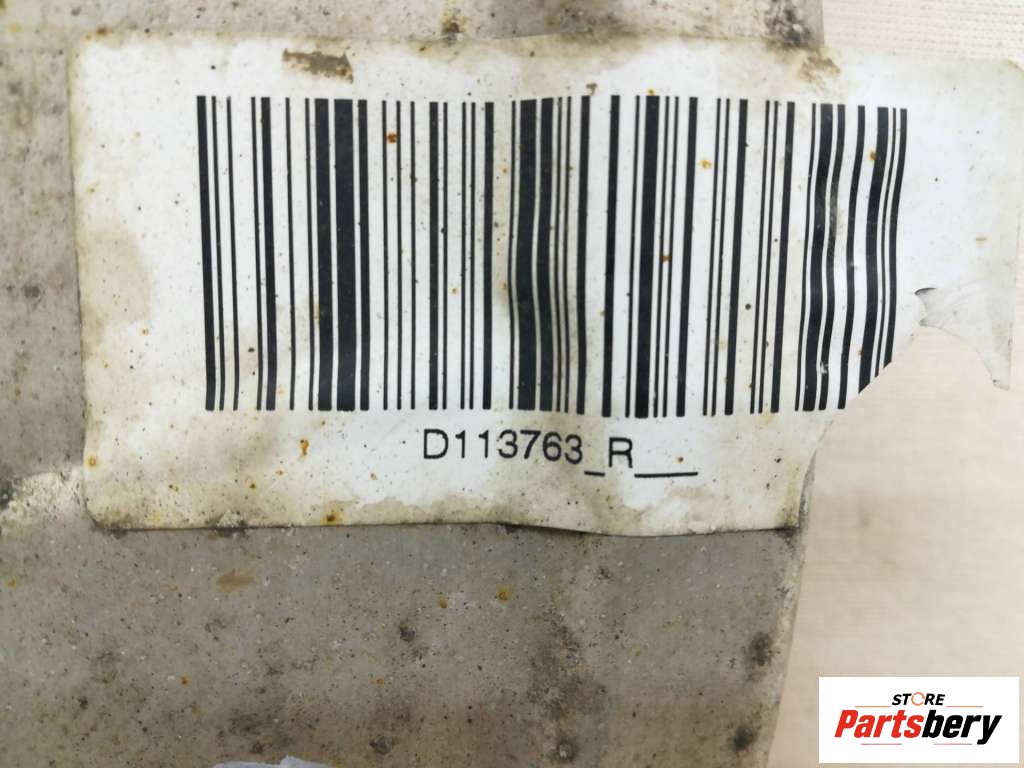 D113763_R___
STORE
Partsbery